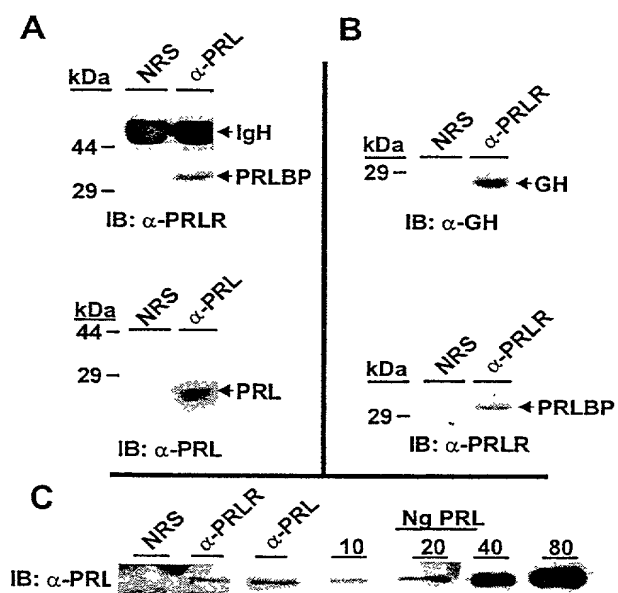 A
kDa
NRS
α-PRL
44
IgH
29
PRLBP
IB: α-PRLR
kDa
NRS
α-PRL
44
29
PRL
IB: α-PRL
B
kDa
NRS
α-PRLR
29
GH
IB: α-GH
kDa
NRS
α-PRLR
29
PRLBP
IB: α-PRLR
C
NRS
α-PRLR
α-PRL
Ng PRL
10 20 40 80
IB: α-PRL